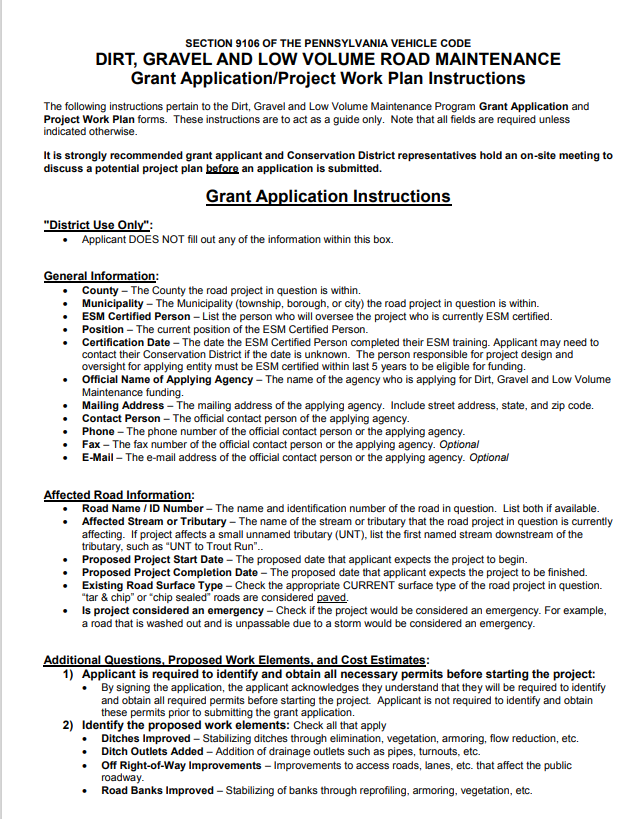 SECTION 9106 OF THE PENNSYLVANIA VEHICLE CODE
DIRT, GRAVEL AND LOW VOLUME ROAD MAINTENANCE
Grant Application/Project Work Plan Instructions
The following instructions pertain to the Dirt, Gravel and Low Volume Maintenance Program Grant Application and
Project Work Plan forms. These instructions are to act as a guide only. Note that all fields are required unless
indicated otherwise.
It is strongly recommended grant applicant and Conservation District representatives hold an on-site meeting to
discuss a potential project plan before an application is submitted.
Grant Application Instructions
"District Use Only":
• Applicant DOES NOT fill out any of the information within this box.
General Information:
• County – The County the road project in question is within.
• Municipality – The Municipality (township, borough, or city) the road project in question is within.
• ESM Certified Person – List the person who will oversee the project who is currently ESM certified.
• Position – The current position of the ESM Certified Person.
• Certification Date – The date the ESM Certified Person completed their ESM training. Applicant may need to
contact their Conservation District if the date is unknown. The person responsible for project design and
oversight for applying entity must be ESM certified within last 5 years to be eligible for funding.
• Official Name of Applying Agency – The name of the agency who is applying for Dirt, Gravel and Low Volume
Maintenance funding.
• Mailing Address – The mailing address of the applying agency. Include street address, state, and zip code.
• Contact Person – The official contact person of the applying agency.
• Phone – The phone number of the official contact person or the applying agency.
• Fax – The fax number of the official contact person or the applying agency. Optional
• E-Mail – The e-mail address of the official contact person or the applying agency. Optional
Affected Road Information:
• Road Name / ID Number – The name and identification number of the road in question. List both if available.
• Affected Stream or Tributary – The name of the stream or tributary that the road project in question is currently
affecting. If project affects a small unnamed tributary (UNT), list the first named stream downstream of the
tributary, such as “UNT to Trout Run”..
• Proposed Project Start Date – The proposed date that applicant expects the project to begin.
• Proposed Project Completion Date – The proposed date that applicant expects the project to be finished.
• Existing Road Surface Type – Check the appropriate CURRENT surface type of the road project in question.
“tar & chip” or “chip sealed” roads are considered paved.
• Is project considered an emergency – Check if the project would be considered an emergency. For example,
a road that is washed out and is unpassable due to a storm would be considered an emergency.
Additional Questions, Proposed Work Elements, and Cost Estimates:
1) Applicant is required to identify and obtain all necessary permits before starting the project:
• By signing the application, the applicant acknowledges they understand that they will be required to identify
and obtain all required permits before starting the project. Applicant is not required to identify and obtain
these permits prior to submitting the grant application.
2) Identify the proposed work elements: Check all that apply
• Ditches Improved – Stabilizing ditches through elimination, vegetation, armoring, flow reduction, etc.
• Ditch Outlets Added – Addition of drainage outlets such as pipes, turnouts, etc.
• Off Right-of-Way Improvements – Improvements to access roads, lanes, etc. that affect the public
roadway.
• Road Banks Improved – Stabilizing of banks through reprofiling, armoring, vegetation, etc.